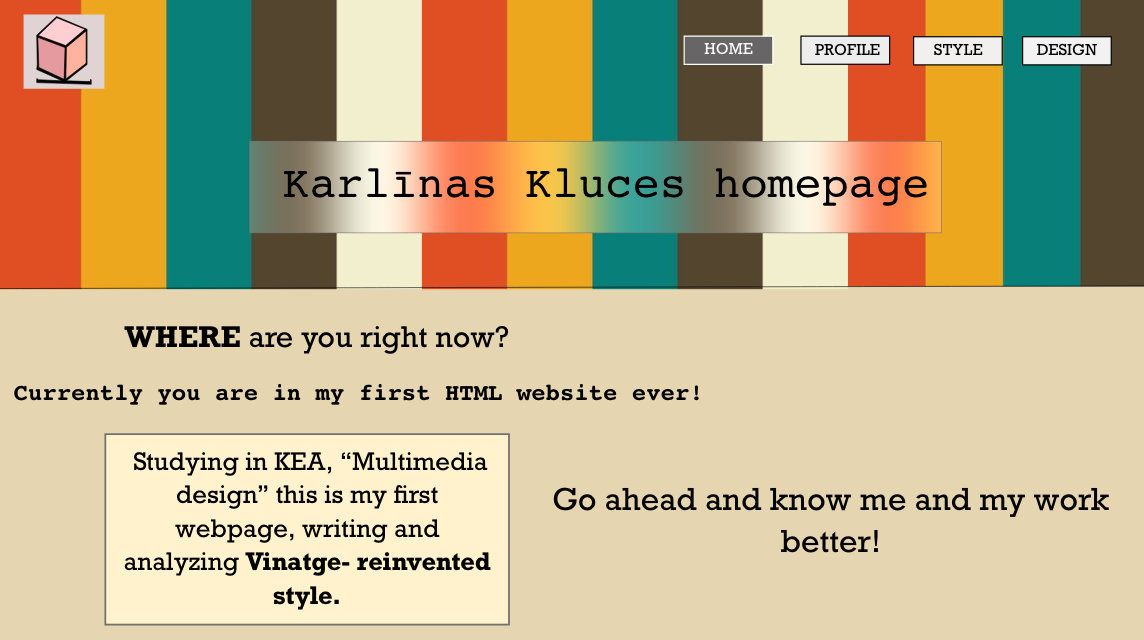 HOME PROFILE STYLE DESIGN
Karlīnas Kluces homepage
WHERE are you right now?
Currently you are in my first HTML website ever!
Studying in KEA, “Multimedia
design” this is my first
webpage, writing and
analyzing Vinatge- reinvented
style.
Go ahead and know me and my work
better!